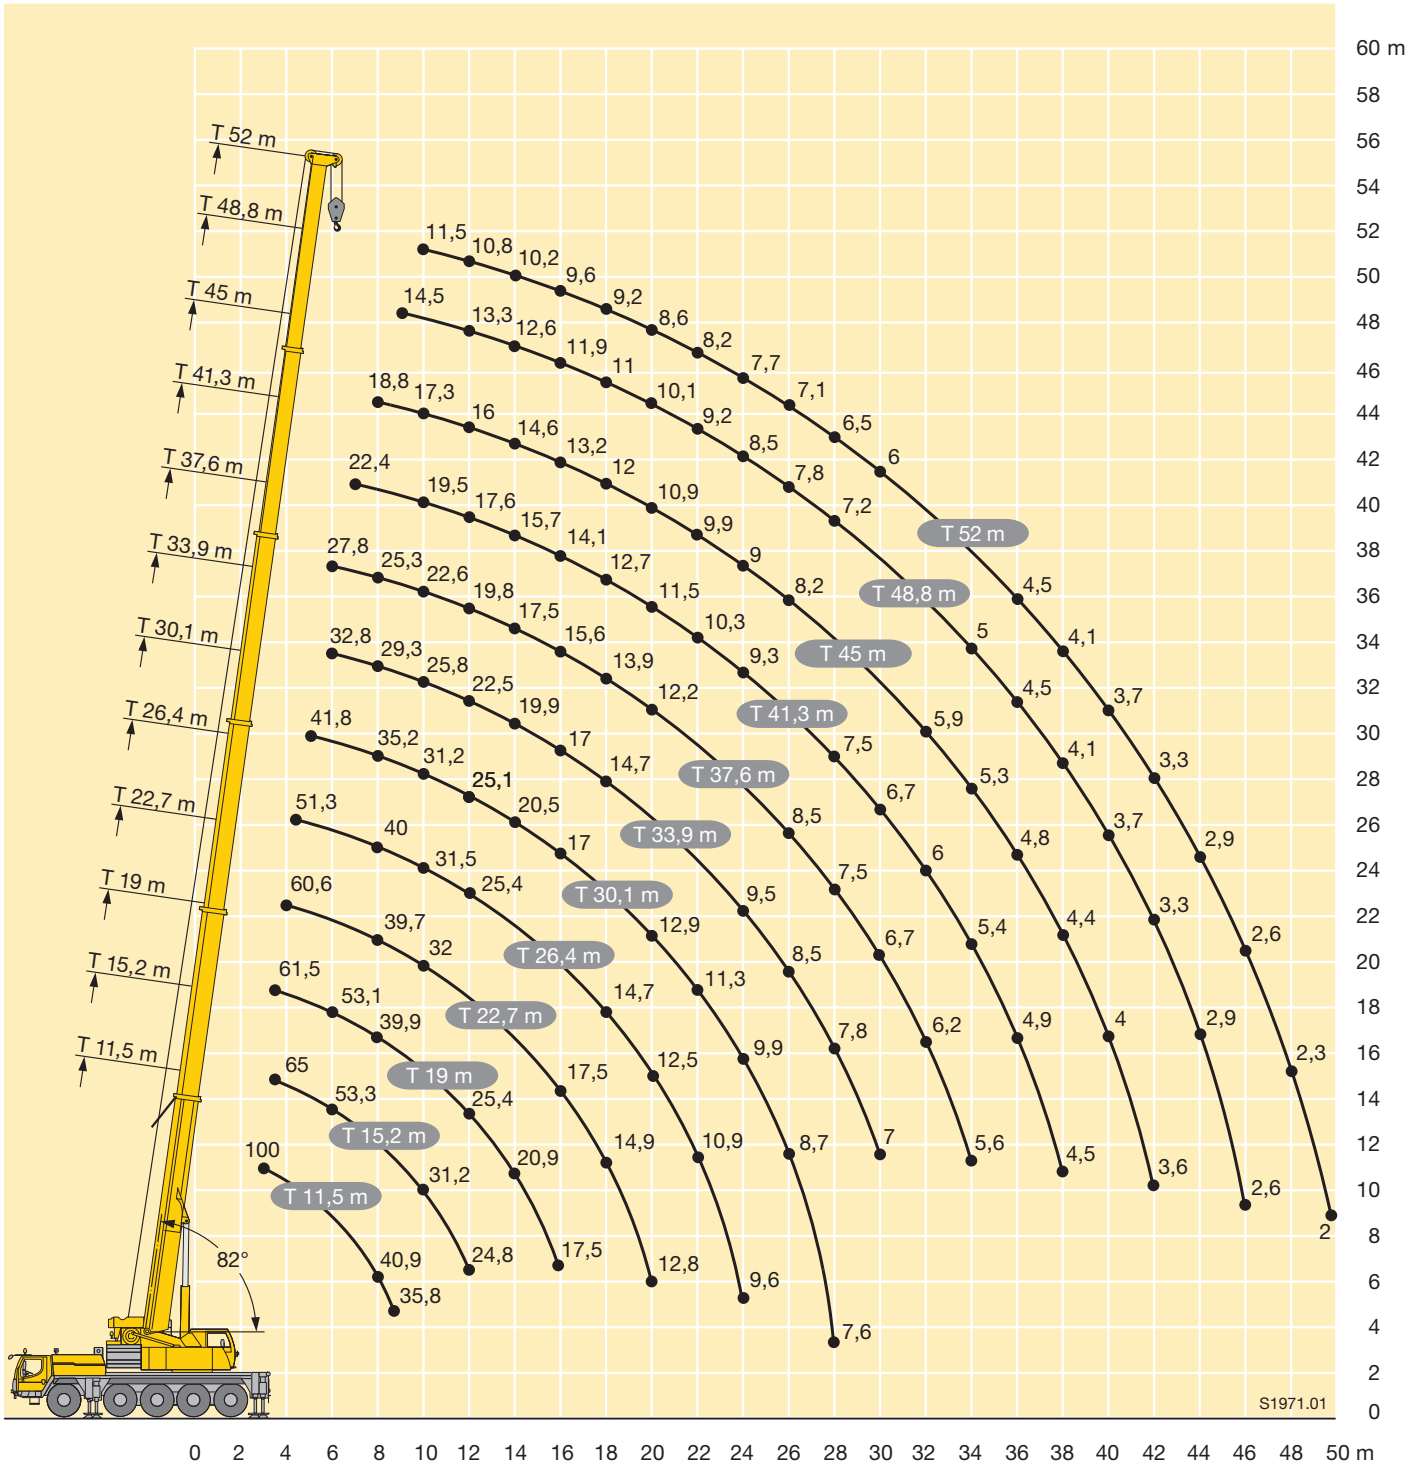 60 m
58
56
54
52
50
48
46
44
42
40
38
36
34
32
30
28
26
24
22
20
18
16
14
12
10
8
6
4
2
0
T 52 m
T 48,8 m
T 45 m
T 41,3 m
T 37,6 m
T 33,9 m
T 30,1 m
T 26,4 m
T 22,7 m
T 19 m
T 15,2 m
T 11,5 m
82°
11,5 10,8 10,2 9,6 9,2 8,6 8,2 7,7 7,1 6,5 6 T 52 m 4,5 4,1 3,7 3,3 2,9 2,6 2,3 2
14,5 13,3 12,6 11,9 11 10,1 9,2 8,5 7,8 7,2 T 48,8 m 5 4,5 4,1 3,7 3,3 2,9 2,6
18,8 17,3 16 14,6 13,2 12 10,9 9,9 9 8,2 T 45 m 5,9 5,3 4,8 4,4 4 3,6
22,4 19,5 17,6 15,7 14,1 12,7 11,5 10,3 9,3 T 41,3 m 7,5 6,7 6 5,4 4,9 4,5
27,8 25,3 22,6 19,8 17,5 15,6 13,9 12,2 T 37,6 m 8,5 7,5 6,7 6,2 5,6
32,8 29,3 25,8 22,5 19,9 17 14,7 T 33,9 m 9,5 8,5 7,8 7
41,8 35,2 31,2 25,1 20,5 17 T 30,1 m 12,9 11,3 9,9 8,7 7,6
51,3 40 31,5 25,4 T 26,4 m 14,7 12,5 10,9 9,6
60,6 39,7 32 T 22,7 m 17,5 14,9 12,8
61,5 53,1 39,9 T 19 m 25,4 20,9 17,5
65 53,3 T 15,2 m 31,2 24,8
100 T 11,5 m 40,9 35,8
S1971.01
0 2 4 6 8 10 12 14 16 18 20 22 24 26 28 30 32 34 36 38 40 42 44 46 48 50 m